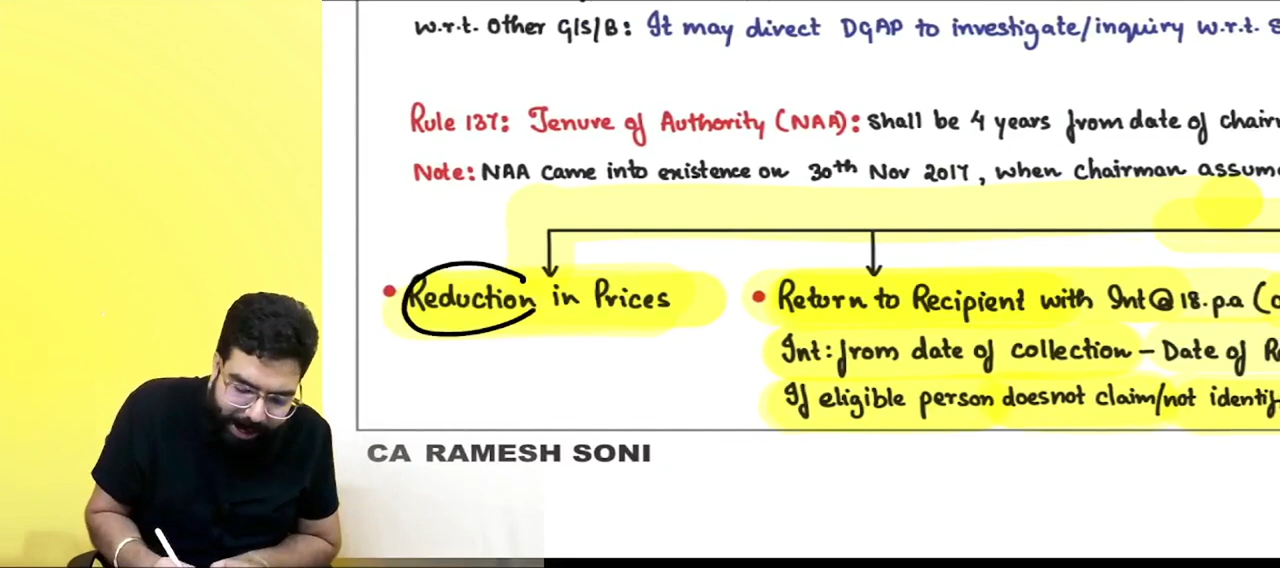 w.r.t. Other G/S/B: It may direct DGAP to investigate/inquiry w.r.t.
Rule 137: Tenure of Authority (NAA): Shall be 4 years from date of chair
Note: NAA came into existence on 30th Nov 2017, when chairman assum
• Reduction in Prices
• Return to Recipient with Int@18.p.a (
Int: from date of collection – Date of R
If eligible person doesnot claim/not identif
CA RAMESH SONI